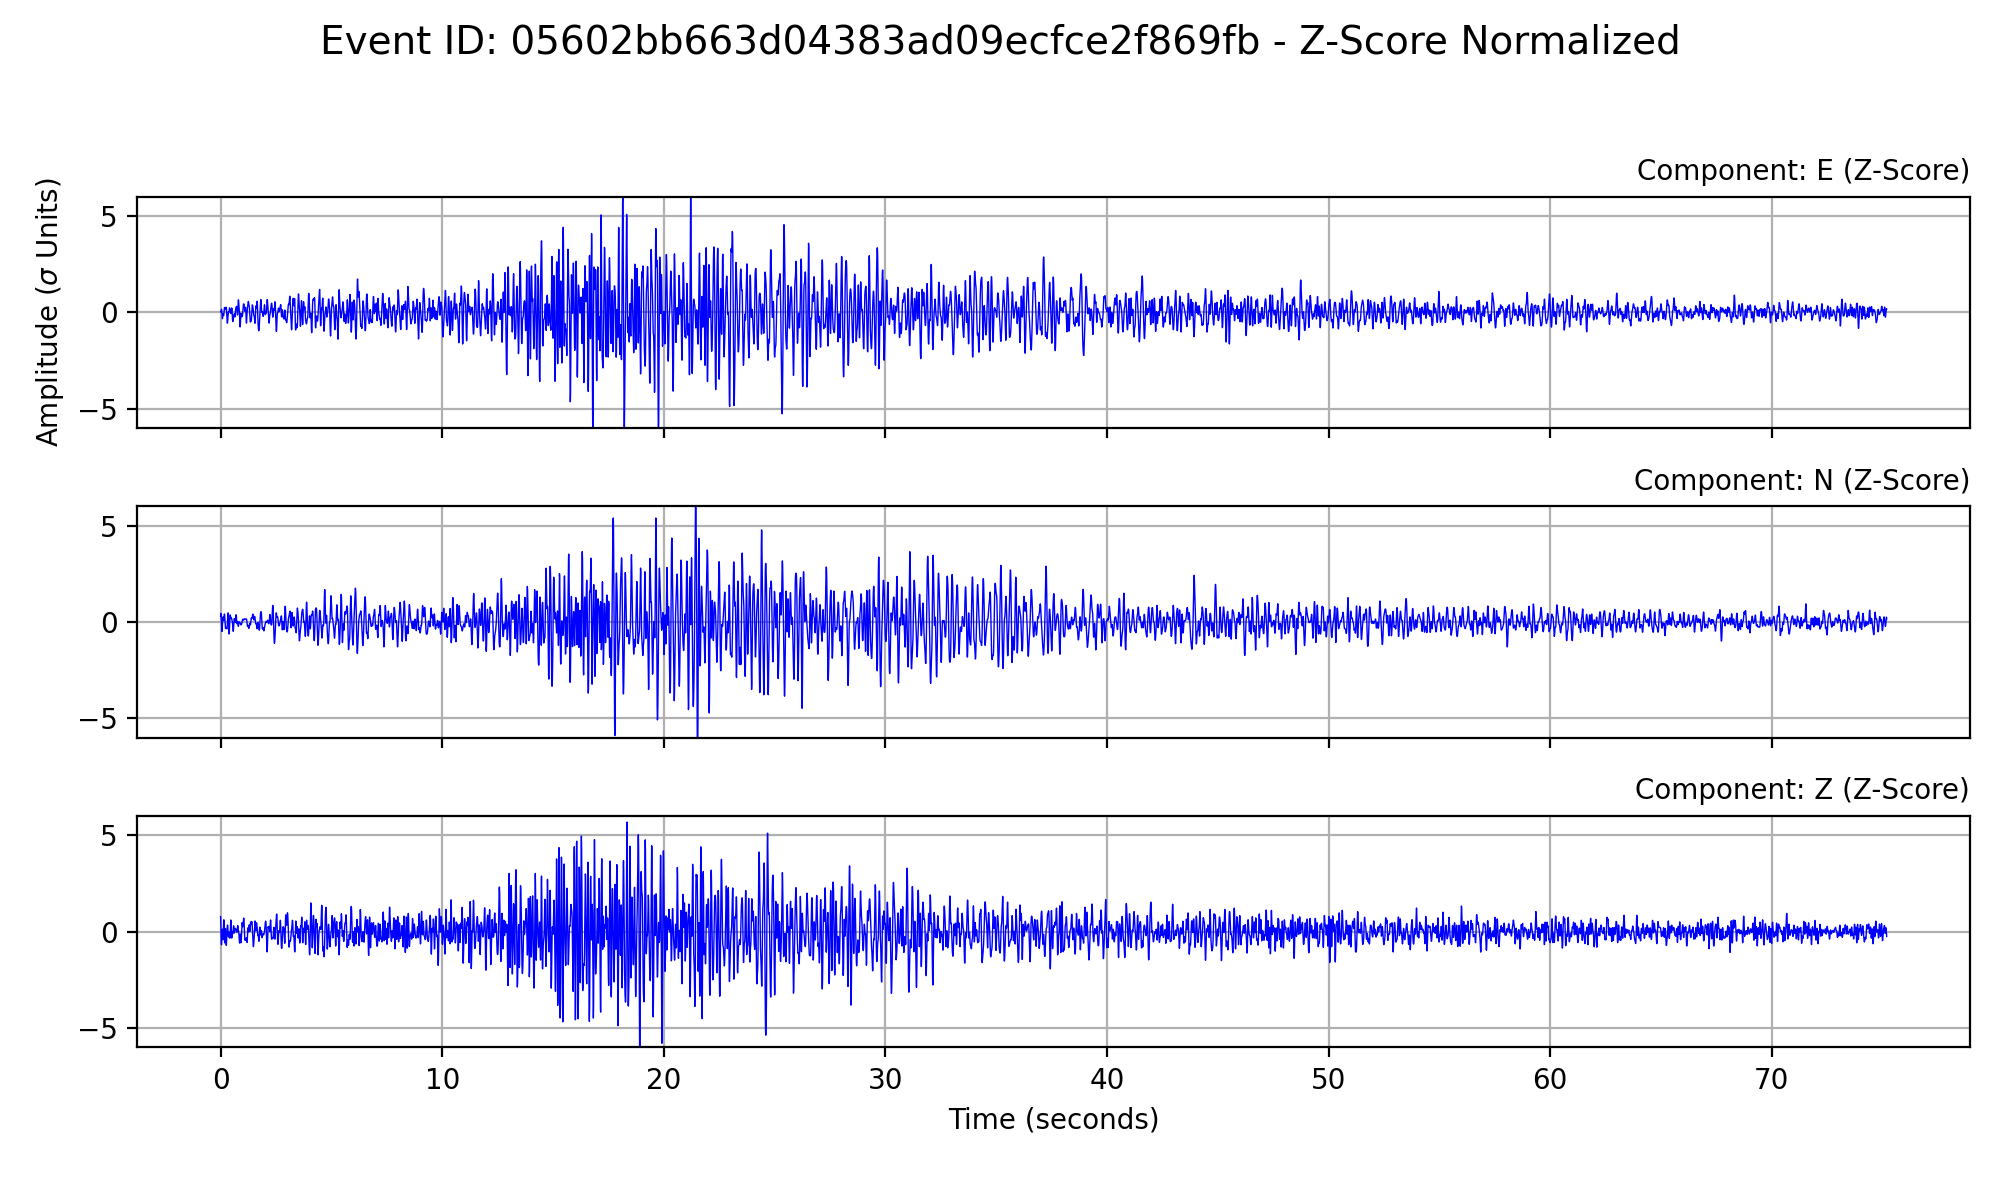 Event ID: 05602bb663d04383ad09ecfce2f869fb - Z-Score Normalized
Component: E (Z-Score)
Amplitude (σ Units)
5
0
−5
Component: N (Z-Score)
5
0
−5
Component: Z (Z-Score)
5
0
−5
0 10 20 30 40 50 60 70
Time (seconds)